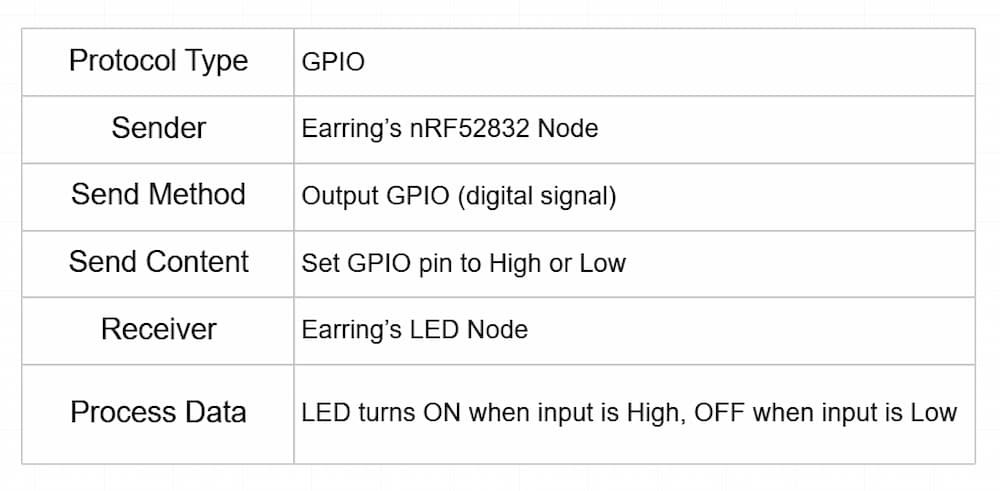 Protocol Type GPIO
Sender Earring’s nRF52832 Node
Send Method Output GPIO (digital signal)
Send Content Set GPIO pin to High or Low
Receiver Earring’s LED Node
Process Data LED turns ON when input is High, OFF when input is Low